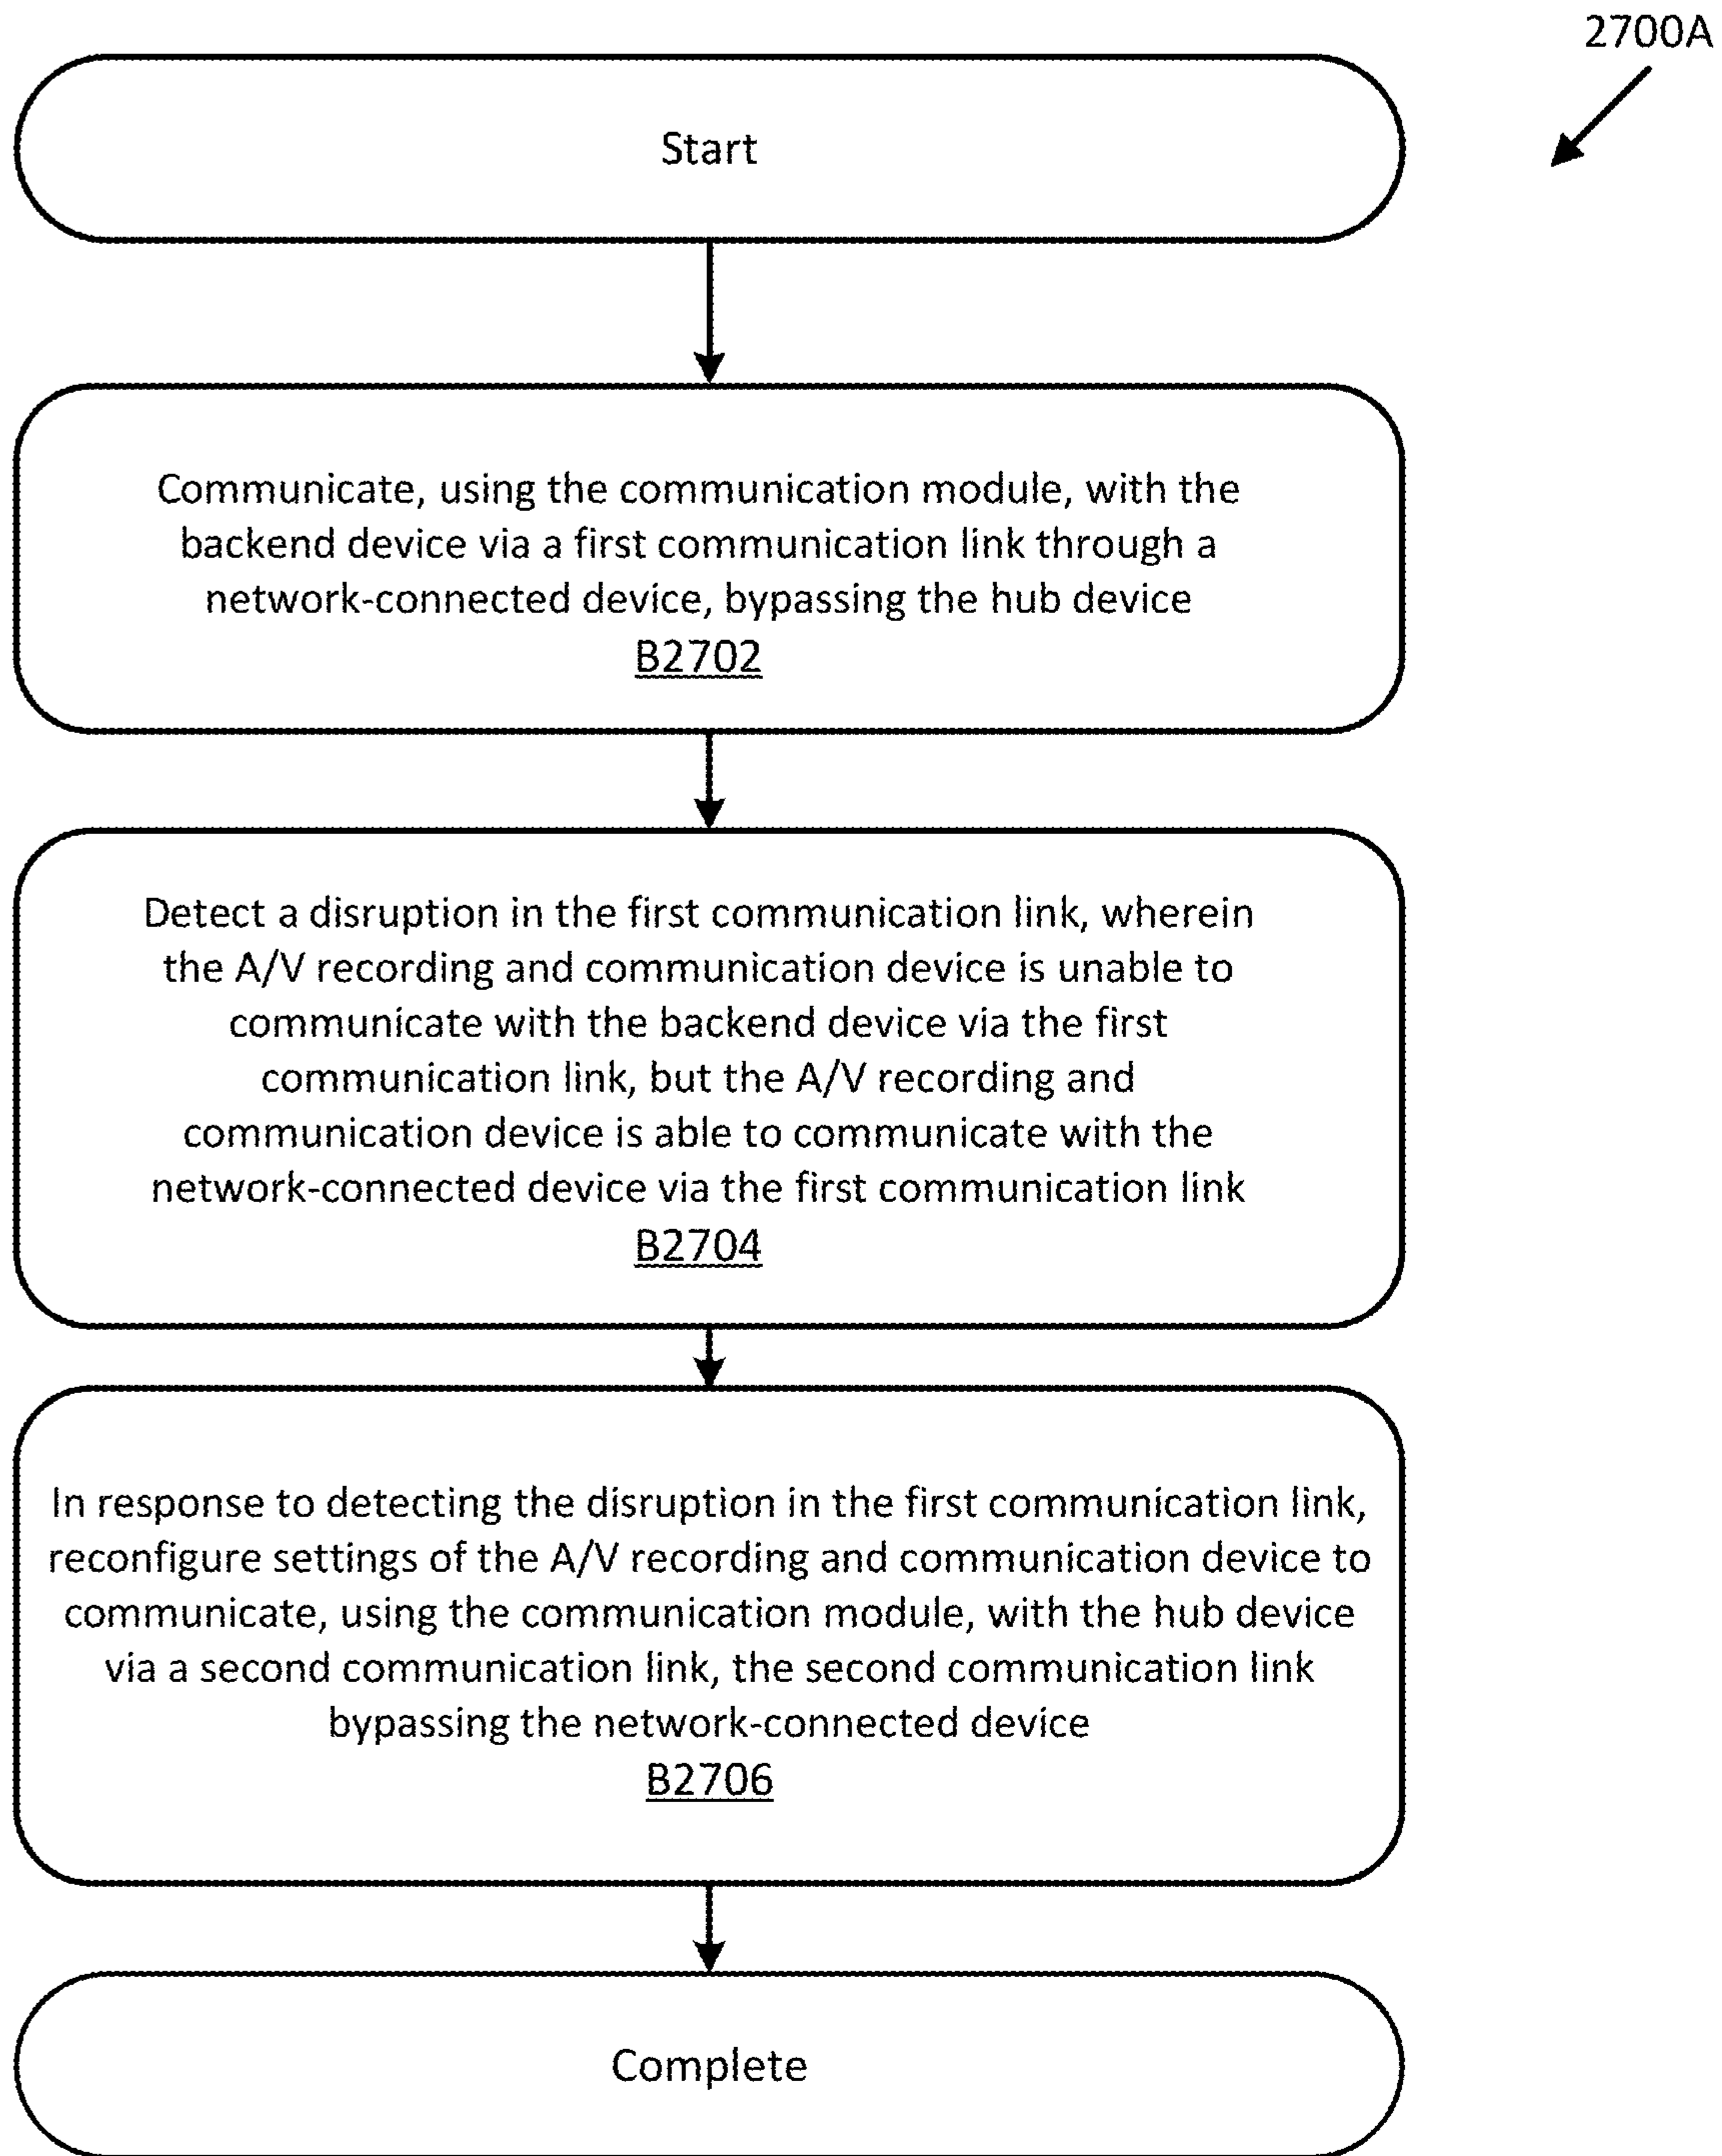 2700A
Start
Communicate, using the communication module, with the
backend device via a first communication link through a
network-connected device, bypassing the hub device
B2702
Detect a disruption in the first communication link, wherein
the A/V recording and communication device is unable to
communicate with the backend device via the first
communication link, but the A/V recording and
communication device is able to communicate with the
network-connected device via the first communication link
B2704
In response to detecting the disruption in the first communication link,
reconfigure settings of the A/V recording and communication device to
communicate, using the communication module, with the hub device
via a second communication link, the second communication link
bypassing the network-connected device
B2706
Complete